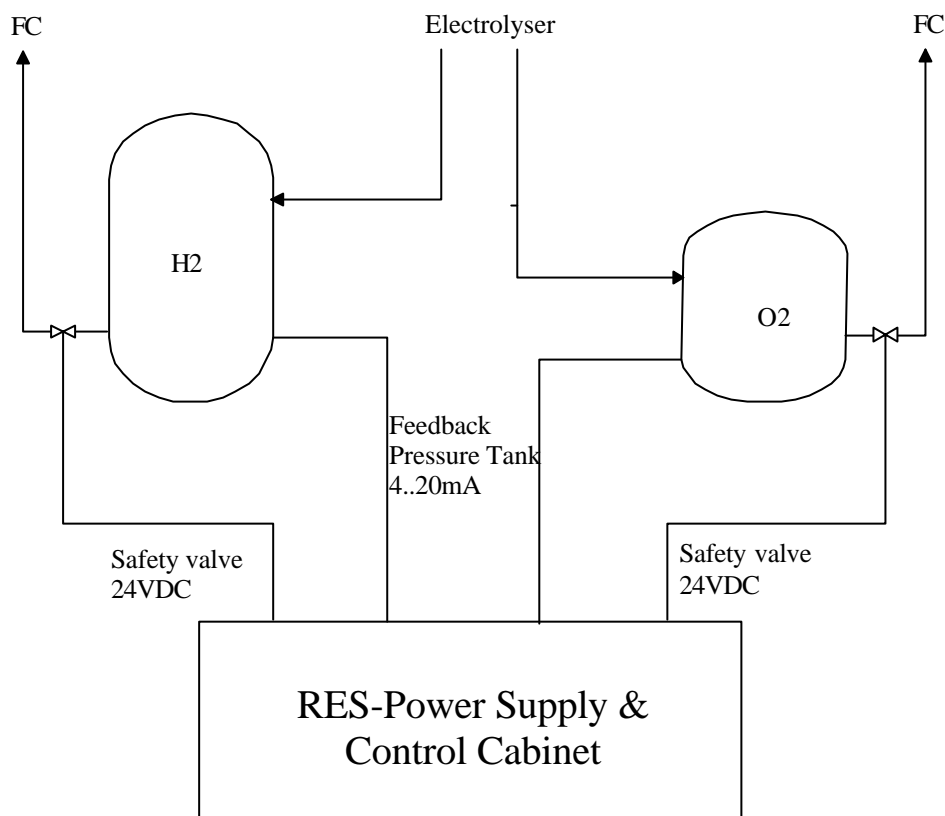 FC
Electrolyser
FC
H2
O2
Feedback
Pressure Tank
4..20mA
Safety valve
24VDC
Safety valve
24VDC
RES-Power Supply &
Control Cabinet